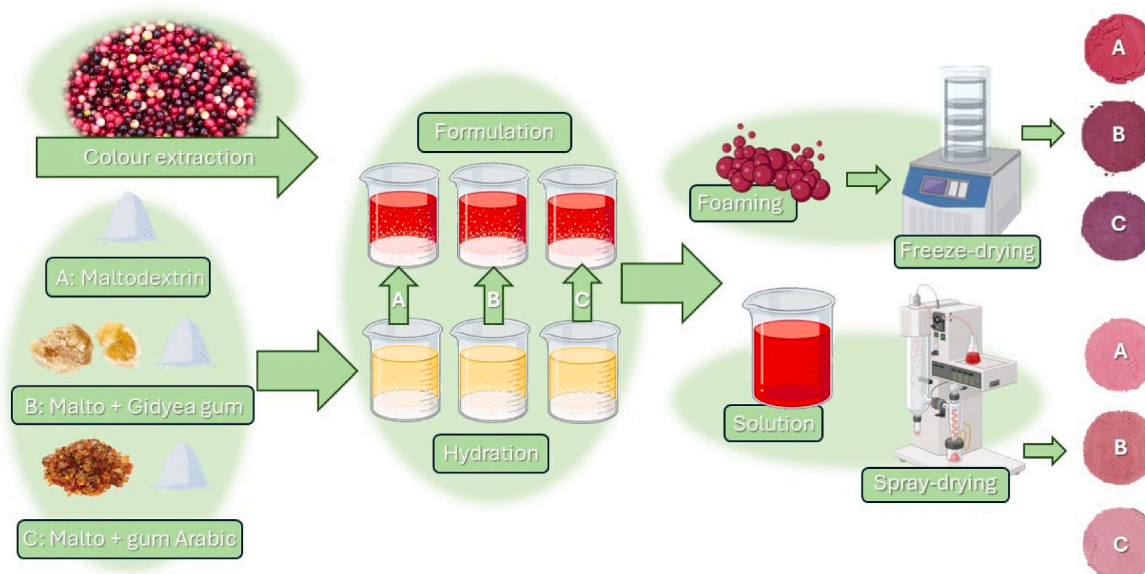 Colour extraction
A: Maltodextrin
B: Malto + Gidyea gum
C: Malto + gum Arabic
Formulation
A
B
C
Hydration
Foaming
Freeze-drying
A
B
C
Solution
Spray-drying
A
B
C